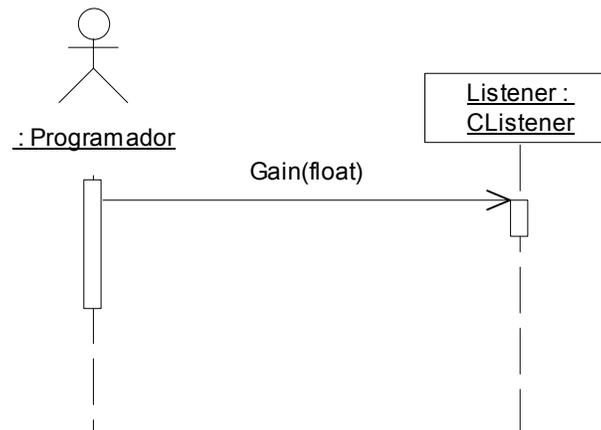 Listener :
CListener
: Programador
Gain(float)